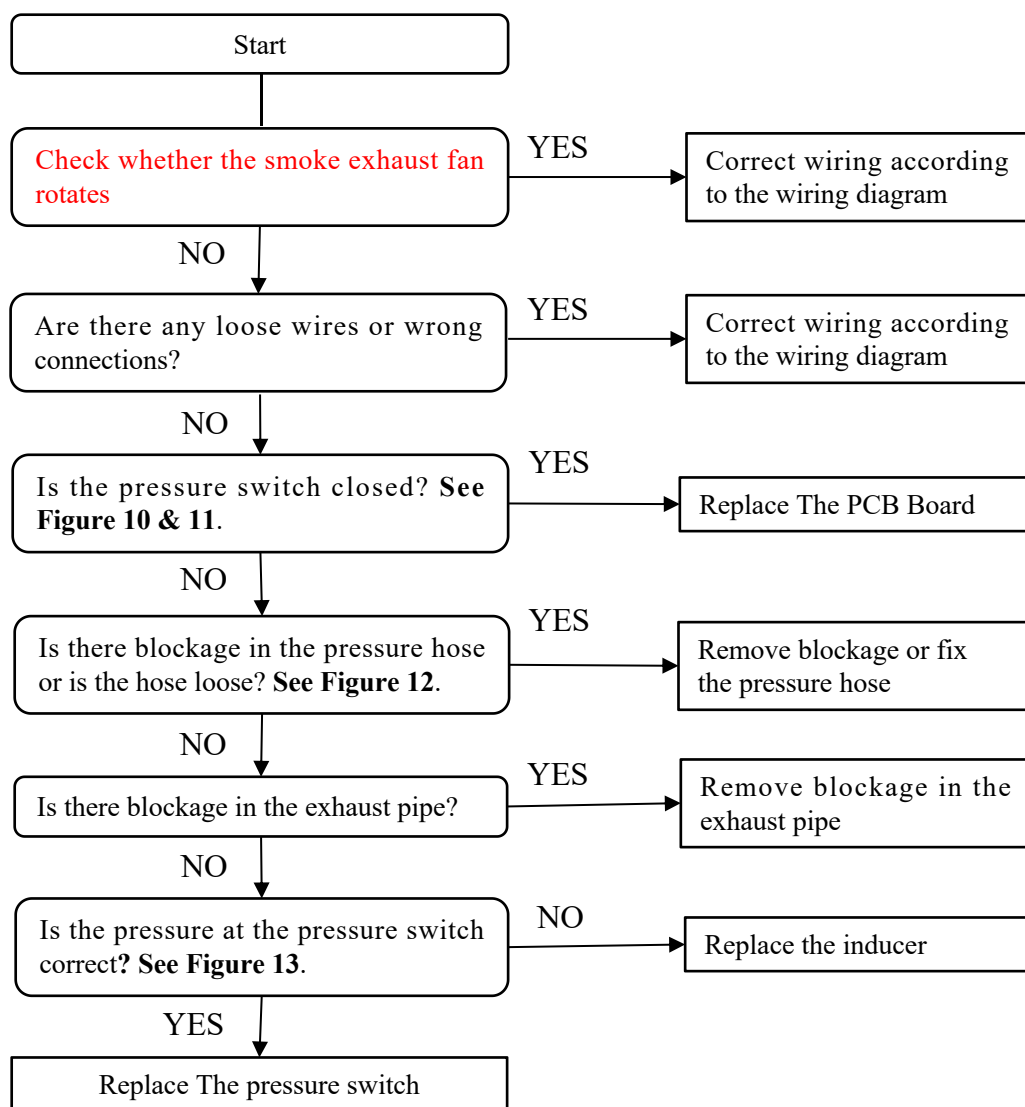 Start
Check whether the smoke exhaust fan
rotates
YES
Correct wiring according
to the wiring diagram
NO
Are there any loose wires or wrong
connections?
YES
Correct wiring according
to the wiring diagram
NO
Is the pressure switch closed? See
Figure 10 & 11.
YES
Replace The PCB Board
NO
Is there blockage in the pressure hose
or is the hose loose? See Figure 12.
YES
Remove blockage or fix
the pressure hose
NO
Is there blockage in the exhaust pipe?
YES
Remove blockage in the
exhaust pipe
NO
Is the pressure at the pressure switch
correct? See Figure 13.
NO
Replace the inducer
YES
Replace The pressure switch